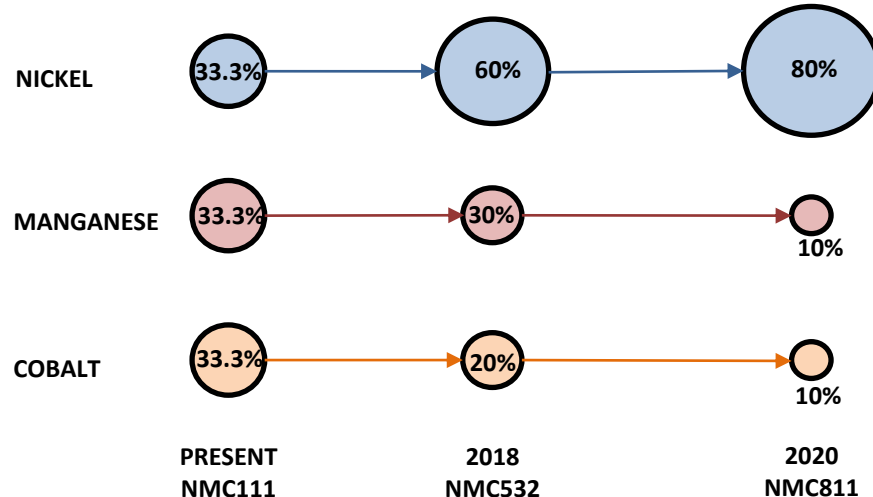 NICKEL
33.3%
60%
80%
MANGANESE
33.3%
30%
10%
COBALT
33.3%
20%
10%
PRESENT
NMC111
2018
NMC532
2020
NMC811